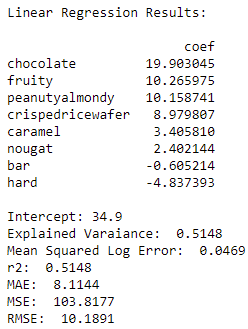 Linear Regression Results:
coef
chocolate 19.903045
fruity 10.265975
peanutyalmondy 10.158741
crispedricewafer 8.979807
caramel 3.405810
nougat 2.402144
bar -0.605214
hard -4.837393
Intercept: 34.9
Explained Varaiance: 0.5148
Mean Squared Log Error: 0.0469
r2: 0.5148
MAE: 8.1144
MSE: 103.8177
RMSE: 10.1891